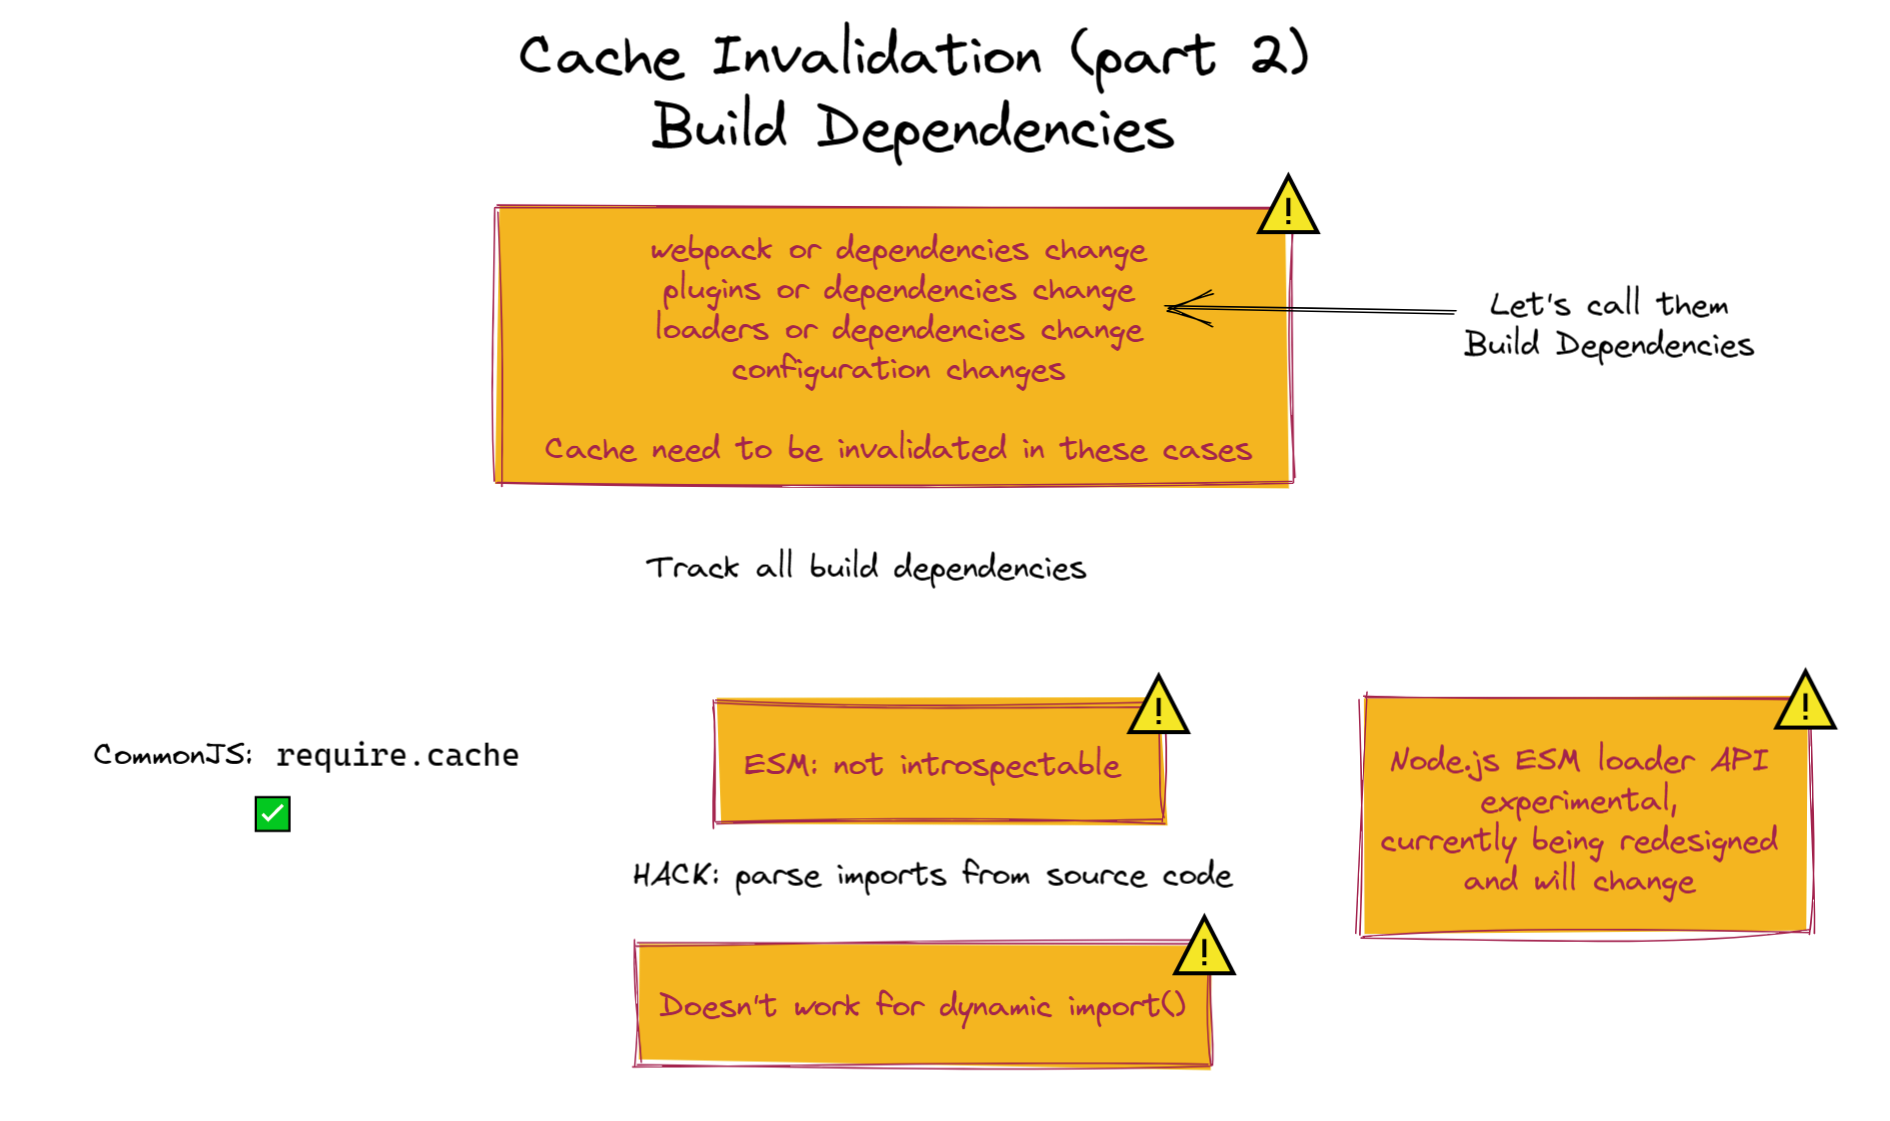 Cache Invalidation (part 2)
Build Dependencies
webpack or dependencies change
plugins or dependencies change
loaders or dependencies change
configuration changes
Cache need to be invalidated in these cases
Let's call them
Build Dependencies
Track all build dependencies
CommonJS: require.cache
ESM: not introspectable
HACK: parse imports from source code
Doesn't work for dynamic import()
Node.js ESM loader API
experimental,
currently being redesigned
and will change